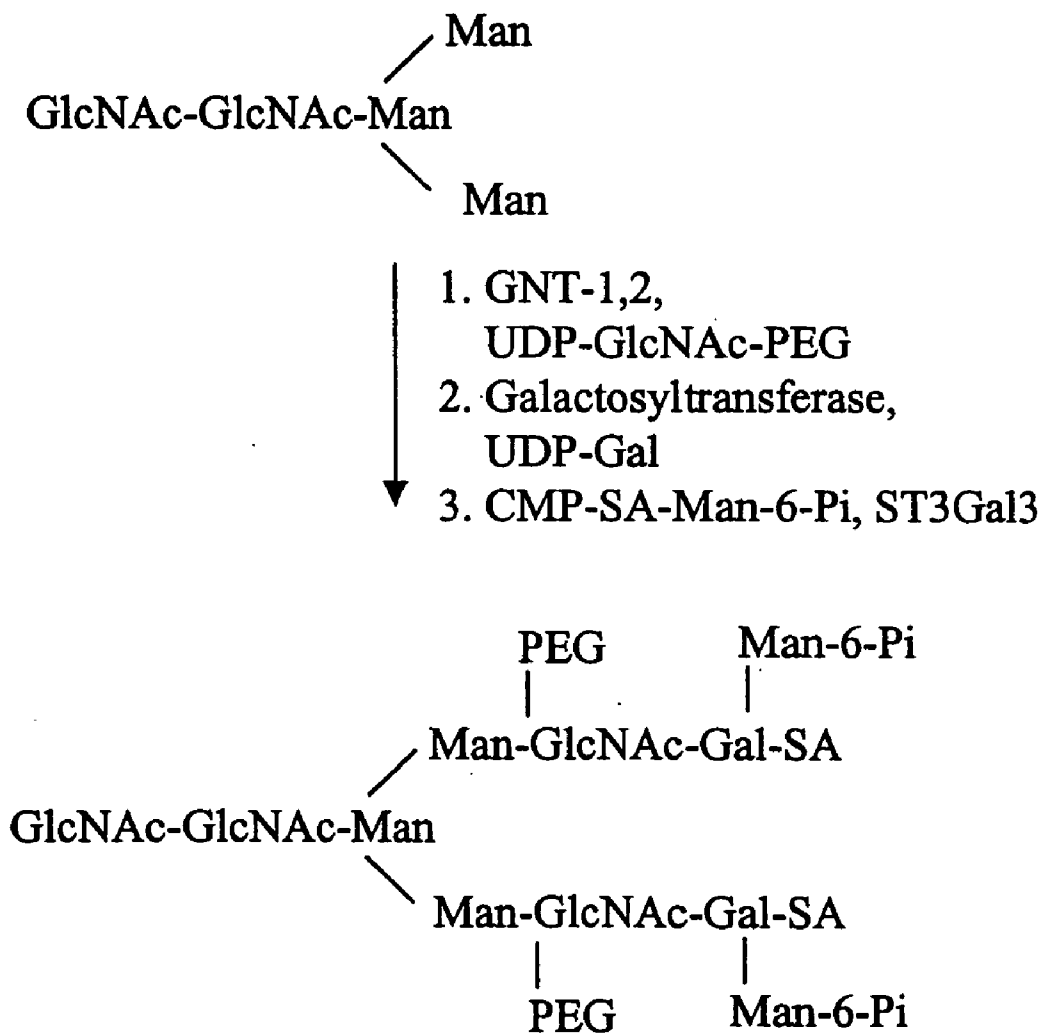 Man
GlcNAc-GlcNAc-Man
Man
1. GNT-1,2,
UDP-GlcNAc-PEG
2. Galactosyltransferase,
UDP-Gal
3. CMP-SA-Man-6-Pi, ST3Gal3
PEG Man-6-Pi
Man-GlcNAc-Gal-SA
GlcNAc-GlcNAc-Man
Man-GlcNAc-Gal-SA
PEG Man-6-Pi